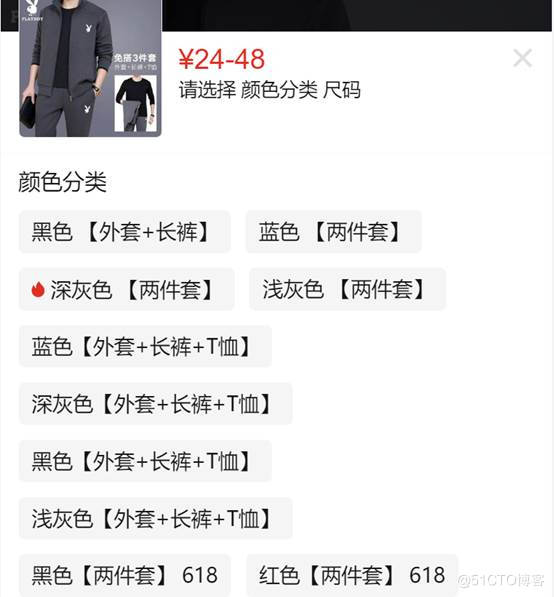 PLAYBOY
免搭3件套
外套+长裤+T恤
¥24-48
请选择 颜色分类 尺码
颜色分类
黑色 【外套+长裤】 蓝色 【两件套】
深灰色 【两件套】 浅灰色 【两件套】
蓝色【外套+长裤+T恤】
深灰色【外套+长裤+T恤】
黑色【外套+长裤+T恤】
浅灰色【外套+长裤+T恤】
黑色【两件套】 618 红色【两件套】 618
@51CTO博客